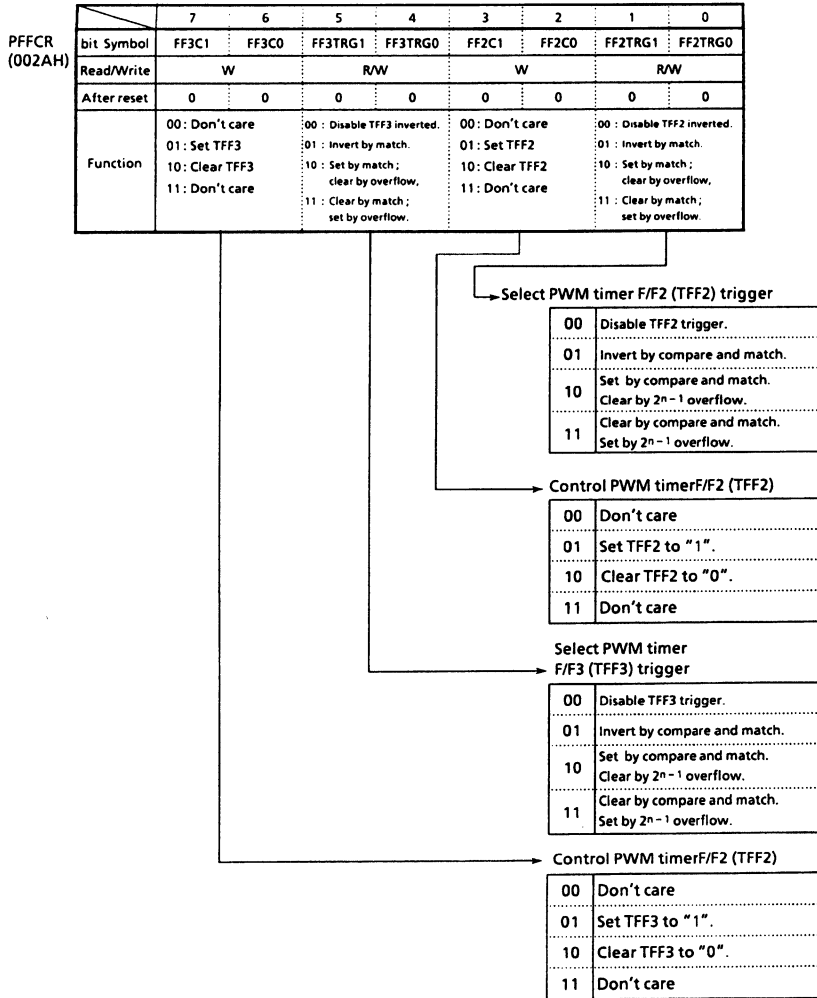 7 6 5 4 3 2 1 0
PFFCR
(002AH)
bit Symbol FF3C1 FF3C0 FF3TRG1 FF3TRG0 FF2C1 FF2C0 FF2TRG1 FF2TRG0
Read/Write W R/W W R/W
After reset 0 0 0 0 0 0 0 0
Function
00 : Don't care
01 : Set TFF3
10 : Clear TFF3
11 : Don't care
00 : Disable TFF3 inverted.
01 : Invert by match.
10 : Set by match ;
clear by overflow,
11 : Clear by match ;
set by overflow.
00 : Don't care
01 : Set TFF2
10 : Clear TFF2
11 : Don't care
00 : Disable TFF2 inverted.
01 : Invert by match.
10 : Set by match ;
clear by overflow,
11 : Clear by match ;
set by overflow.
Select PWM timer F/F2 (TFF2) trigger
00 Disable TFF2 trigger.
01 Invert by compare and match.
10 Set by compare and match.
Clear by 2ⁿ⁻¹ overflow.
11 Clear by compare and match.
Set by 2ⁿ⁻¹ overflow.
Control PWM timerF/F2 (TFF2)
00 Don't care
01 Set TFF2 to "1".
10 Clear TFF2 to "0".
11 Don't care
Select PWM timer
F/F3 (TFF3) trigger
00 Disable TFF3 trigger.
01 Invert by compare and match.
10 Set by compare and match.
Clear by 2ⁿ⁻¹ overflow.
11 Clear by compare and match.
Set by 2ⁿ⁻¹ overflow.
Control PWM timerF/F2 (TFF2)
00 Don't care
01 Set TFF3 to "1".
10 Clear TFF3 to "0".
11 Don't care